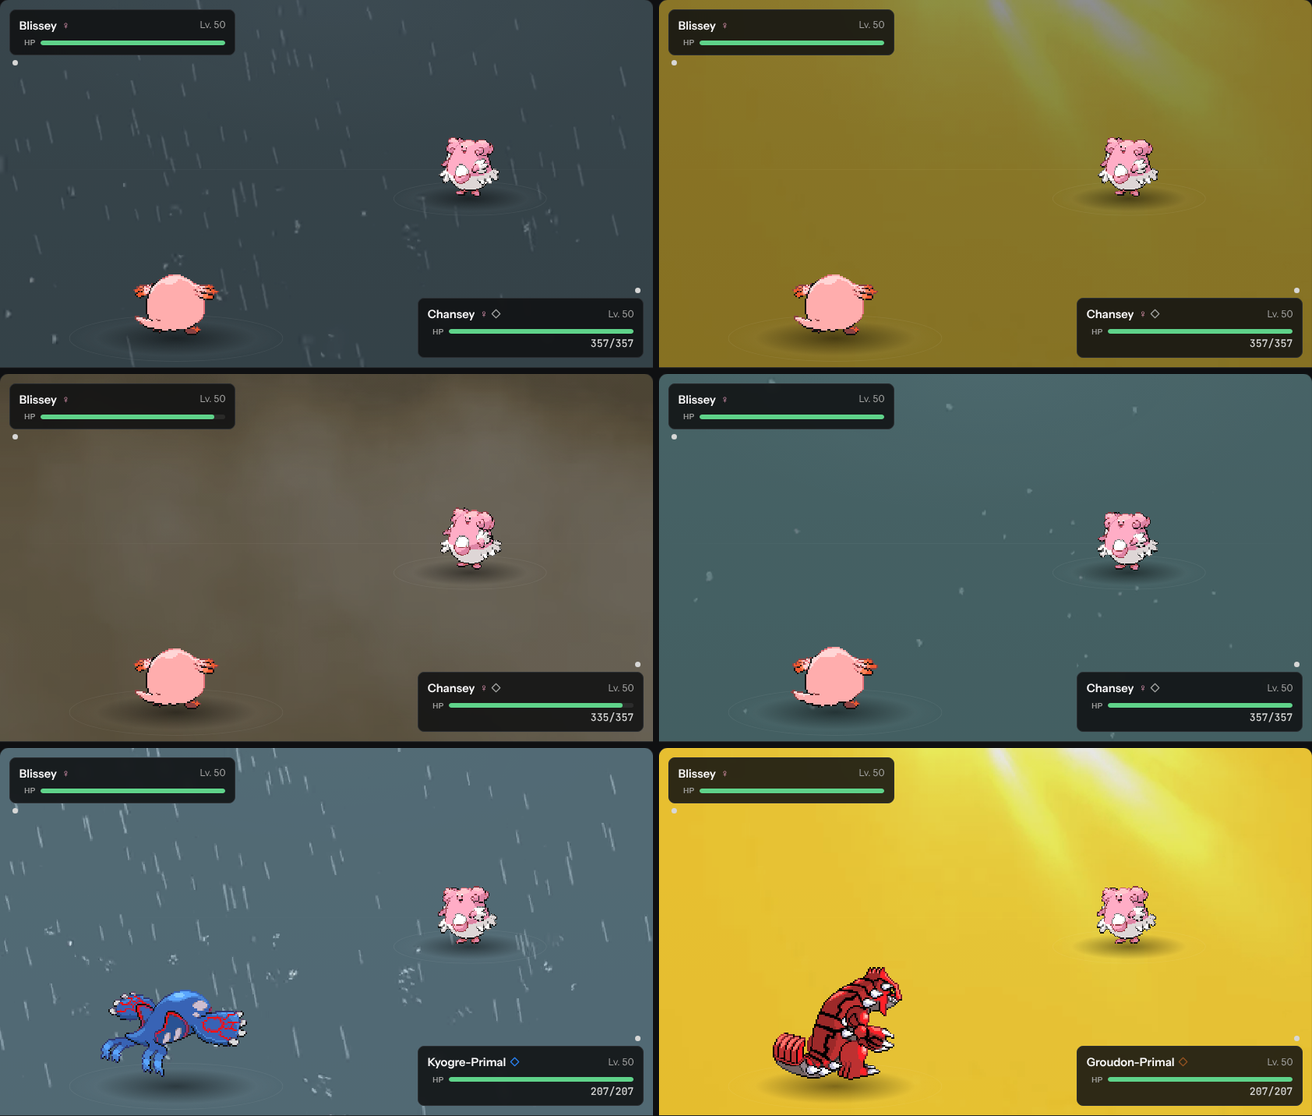 Blissey ♀ Lv. 50
HP
Chansey ♀ Lv. 50
HP
357/357
Blissey ♀ Lv. 50
HP
Chansey ♀ Lv. 50
HP
357/357
Blissey ♀ Lv. 50
HP
Chansey ♀ Lv. 50
HP
335/357
Blissey ♀ Lv. 50
HP
Chansey ♀ Lv. 50
HP
357/357
Blissey ♀ Lv. 50
HP
Kyogre-Primal Lv. 50
HP
207/207
Blissey ♀ Lv. 50
HP
Groudon-Primal Lv. 50
HP
207/207